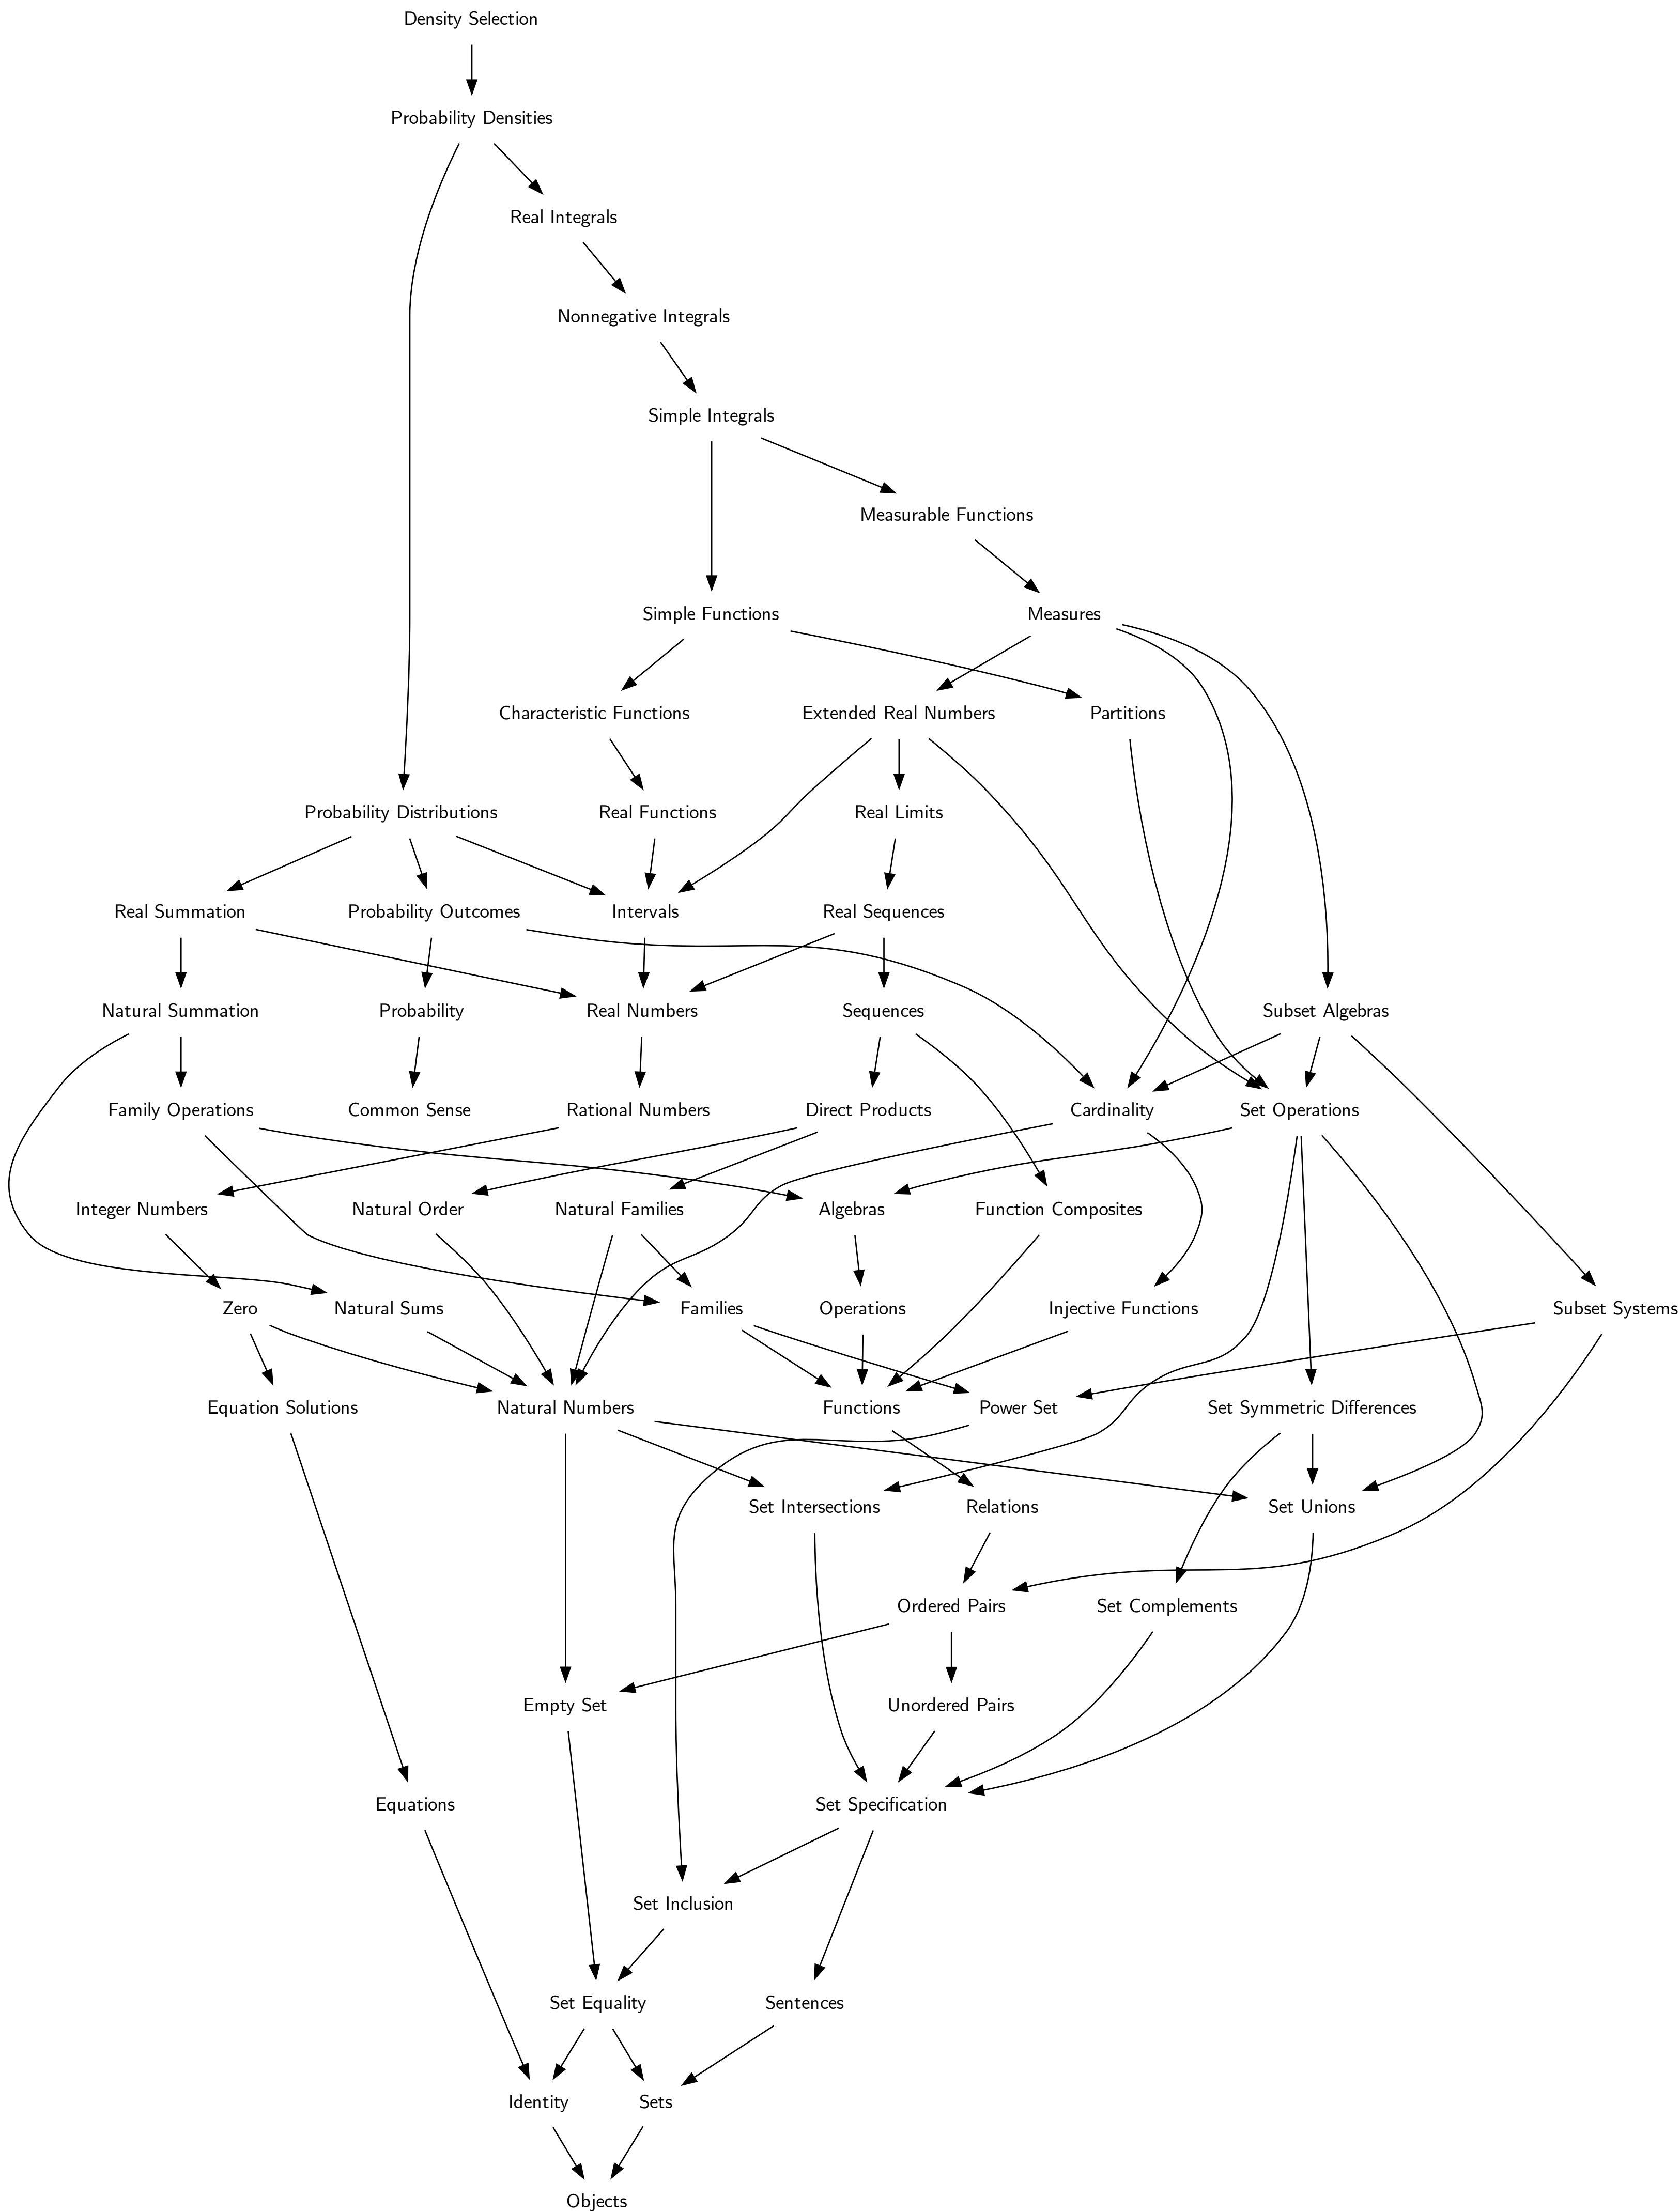 Density Selection
Probability Densities
Real Integrals
Nonnegative Integrals
Simple Integrals
Measurable Functions
Simple Functions
Measures
Characteristic Functions
Extended Real Numbers
Partitions
Probability Distributions
Real Functions
Real Limits
Real Summation
Probability Outcomes
Intervals
Real Sequences
Natural Summation
Probability
Real Numbers
Sequences
Subset Algebras
Family Operations
Common Sense
Rational Numbers
Direct Products
Cardinality
Set Operations
Integer Numbers
Natural Order
Natural Families
Algebras
Function Composites
Zero
Natural Sums
Families
Operations
Injective Functions
Subset Systems
Equation Solutions
Natural Numbers
Functions
Power Set
Set Symmetric Differences
Set Intersections
Relations
Set Unions
Ordered Pairs
Set Complements
Empty Set
Unordered Pairs
Equations
Set Specification
Set Inclusion
Set Equality
Sentences
Identity
Sets
Objects